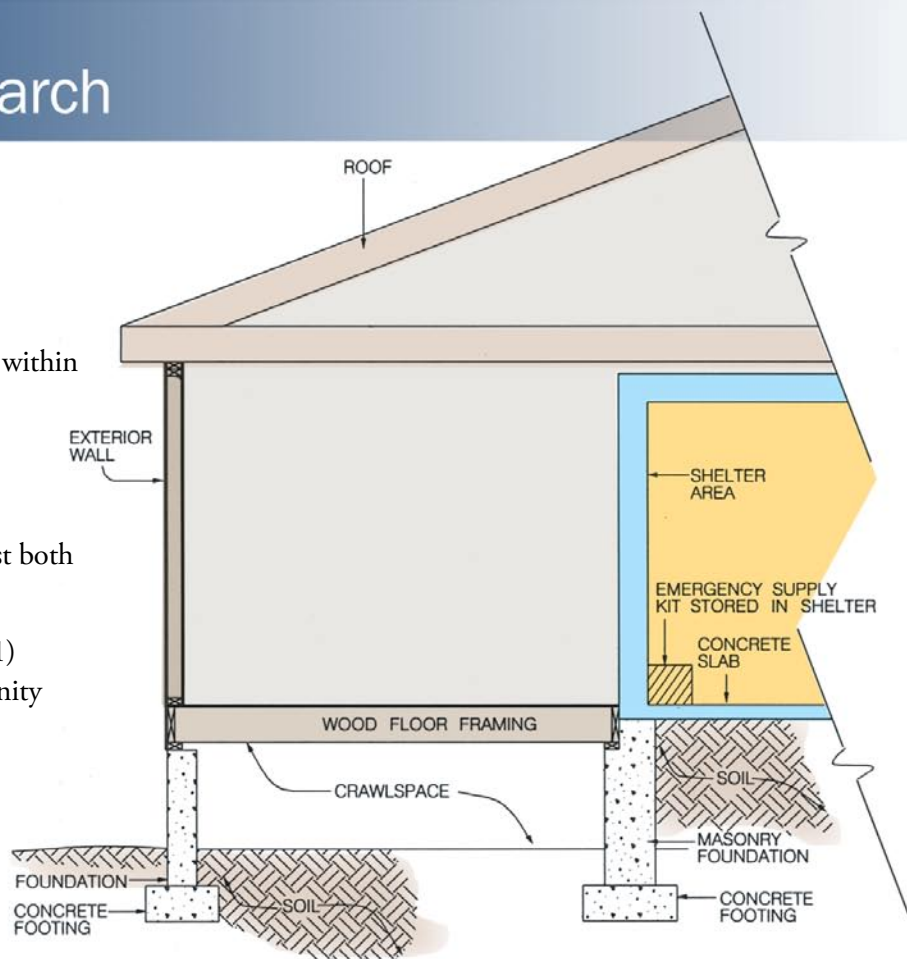 arch
ROOF
within
EXTERIOR
WALL
SHELTER
AREA
st both
EMERGENCY SUPPLY
KIT STORED IN SHELTER
1)
CONCRETE
SLAB
nity
WOOD FLOOR FRAMING
CRAWLSPACE
SOIL
MASONRY
FOUNDATION
FOUNDATION
SOIL
CONCRETE
FOOTING
CONCRETE
FOOTING